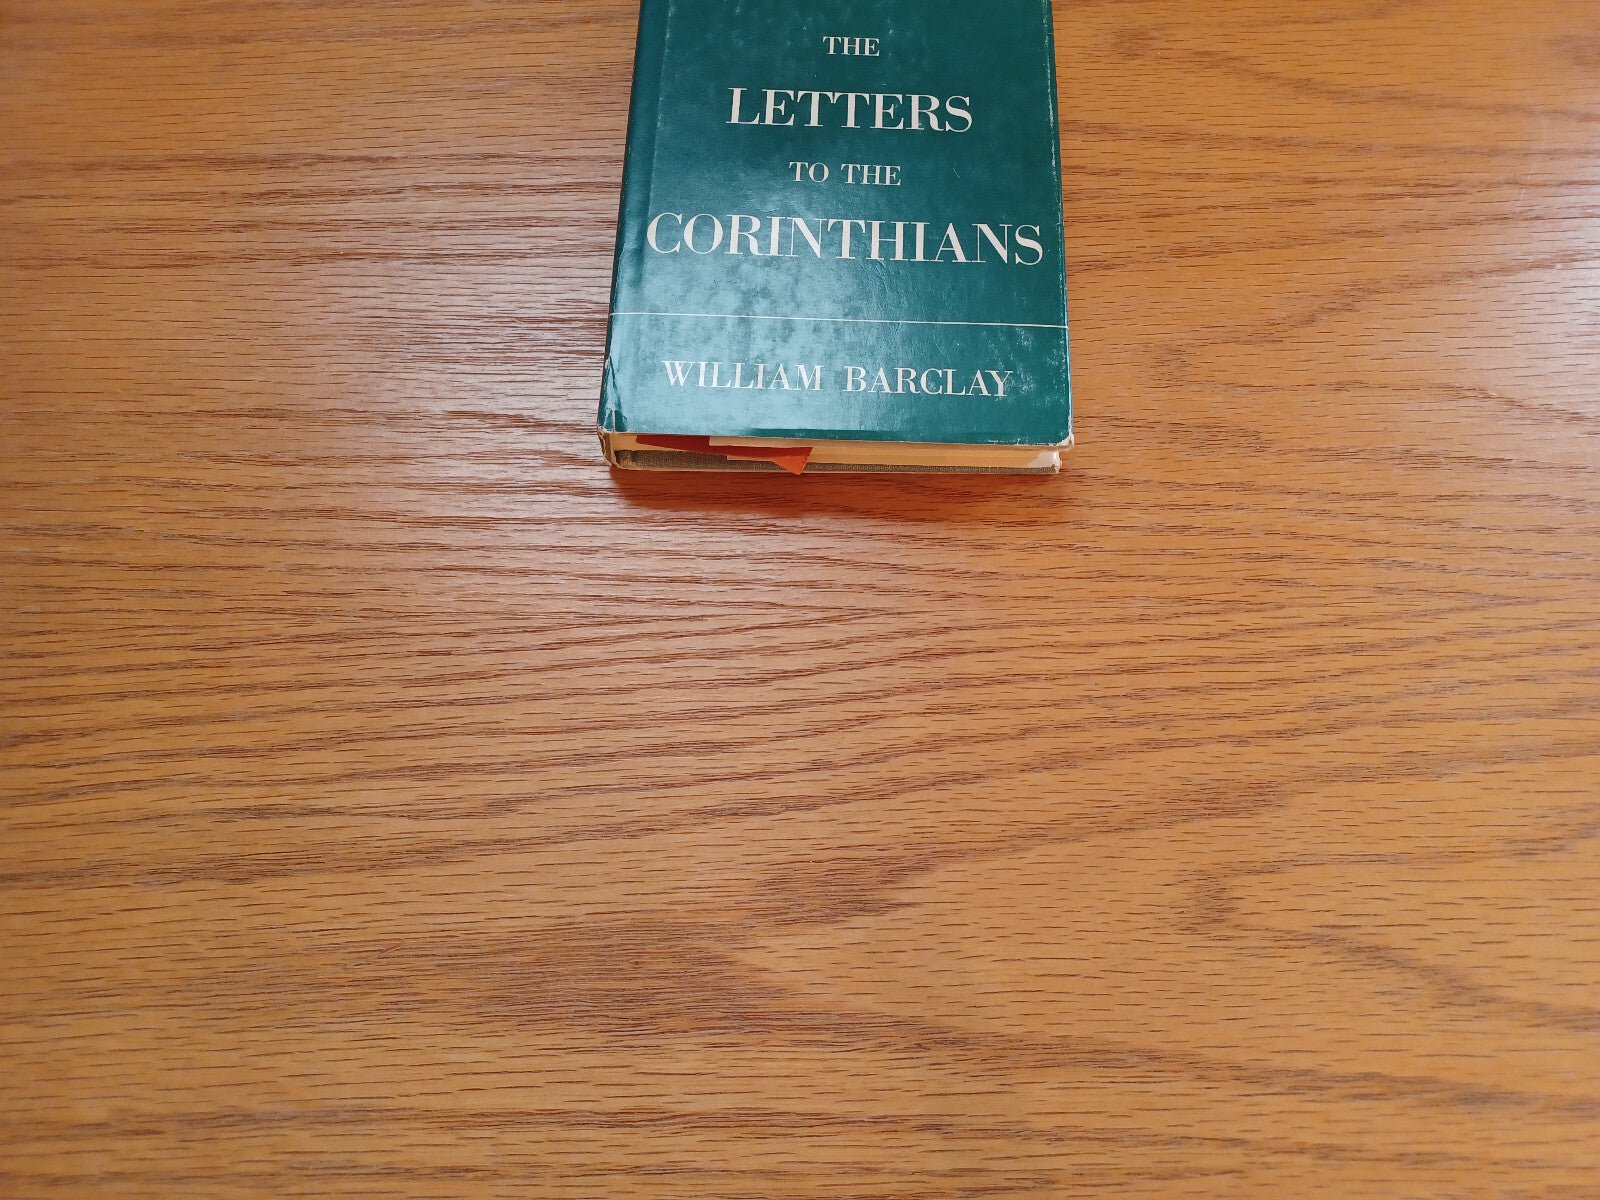 THE
LETTERS
TO THE
CORINTHIANS
WILLIAM BARCLAY